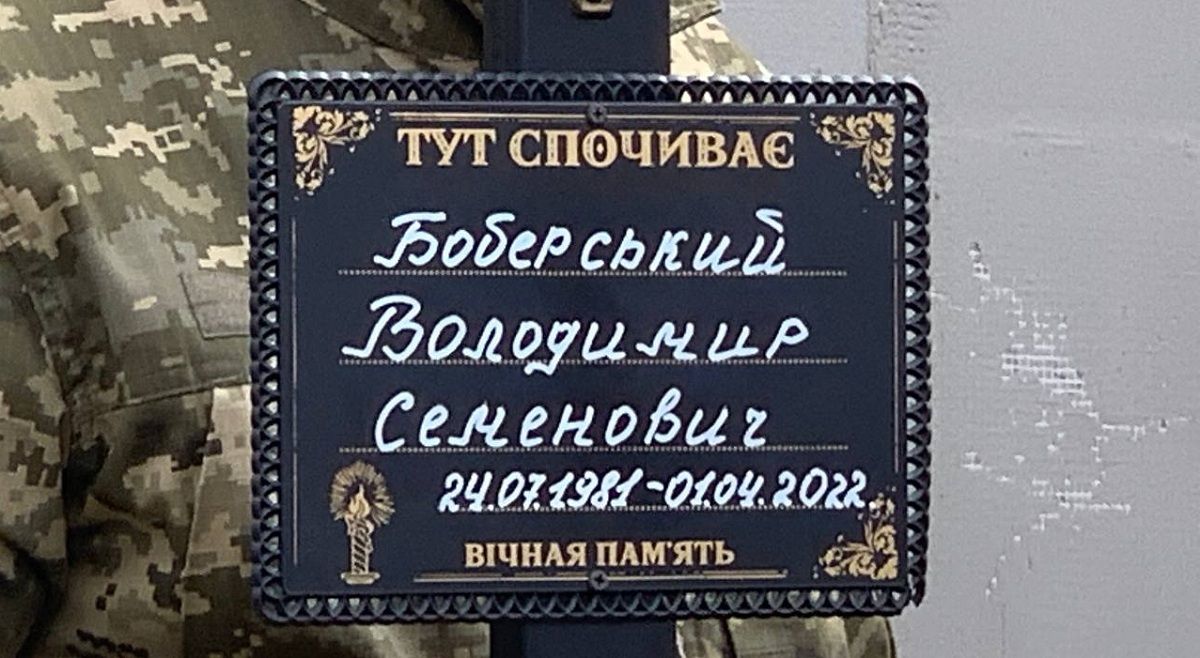 ТУТ СПОЧИВАЄ
Боберський
Володимир
Семенович
24.07.1981-01.04.2022
ВІЧНАЯ ПАМ'ЯТЬ